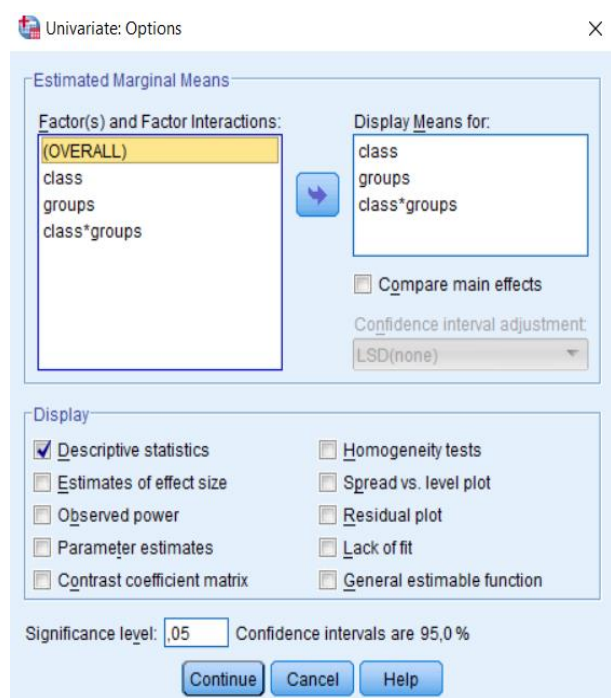 Univariate: Options
Estimated Marginal Means
Factor(s) and Factor Interactions:
(OVERALL)
class
groups
class*groups
Display Means for:
class
groups
class*groups
Compare main effects
Confidence interval adjustment:
LSD(none)
Display
Descriptive statistics
Estimates of effect size
Observed power
Parameter estimates
Contrast coefficient matrix
Homogeneity tests
Spread vs. level plot
Residual plot
Lack of fit
General estimable function
Significance level: ,05 Confidence intervals are 95,0 %
Continue Cancel Help